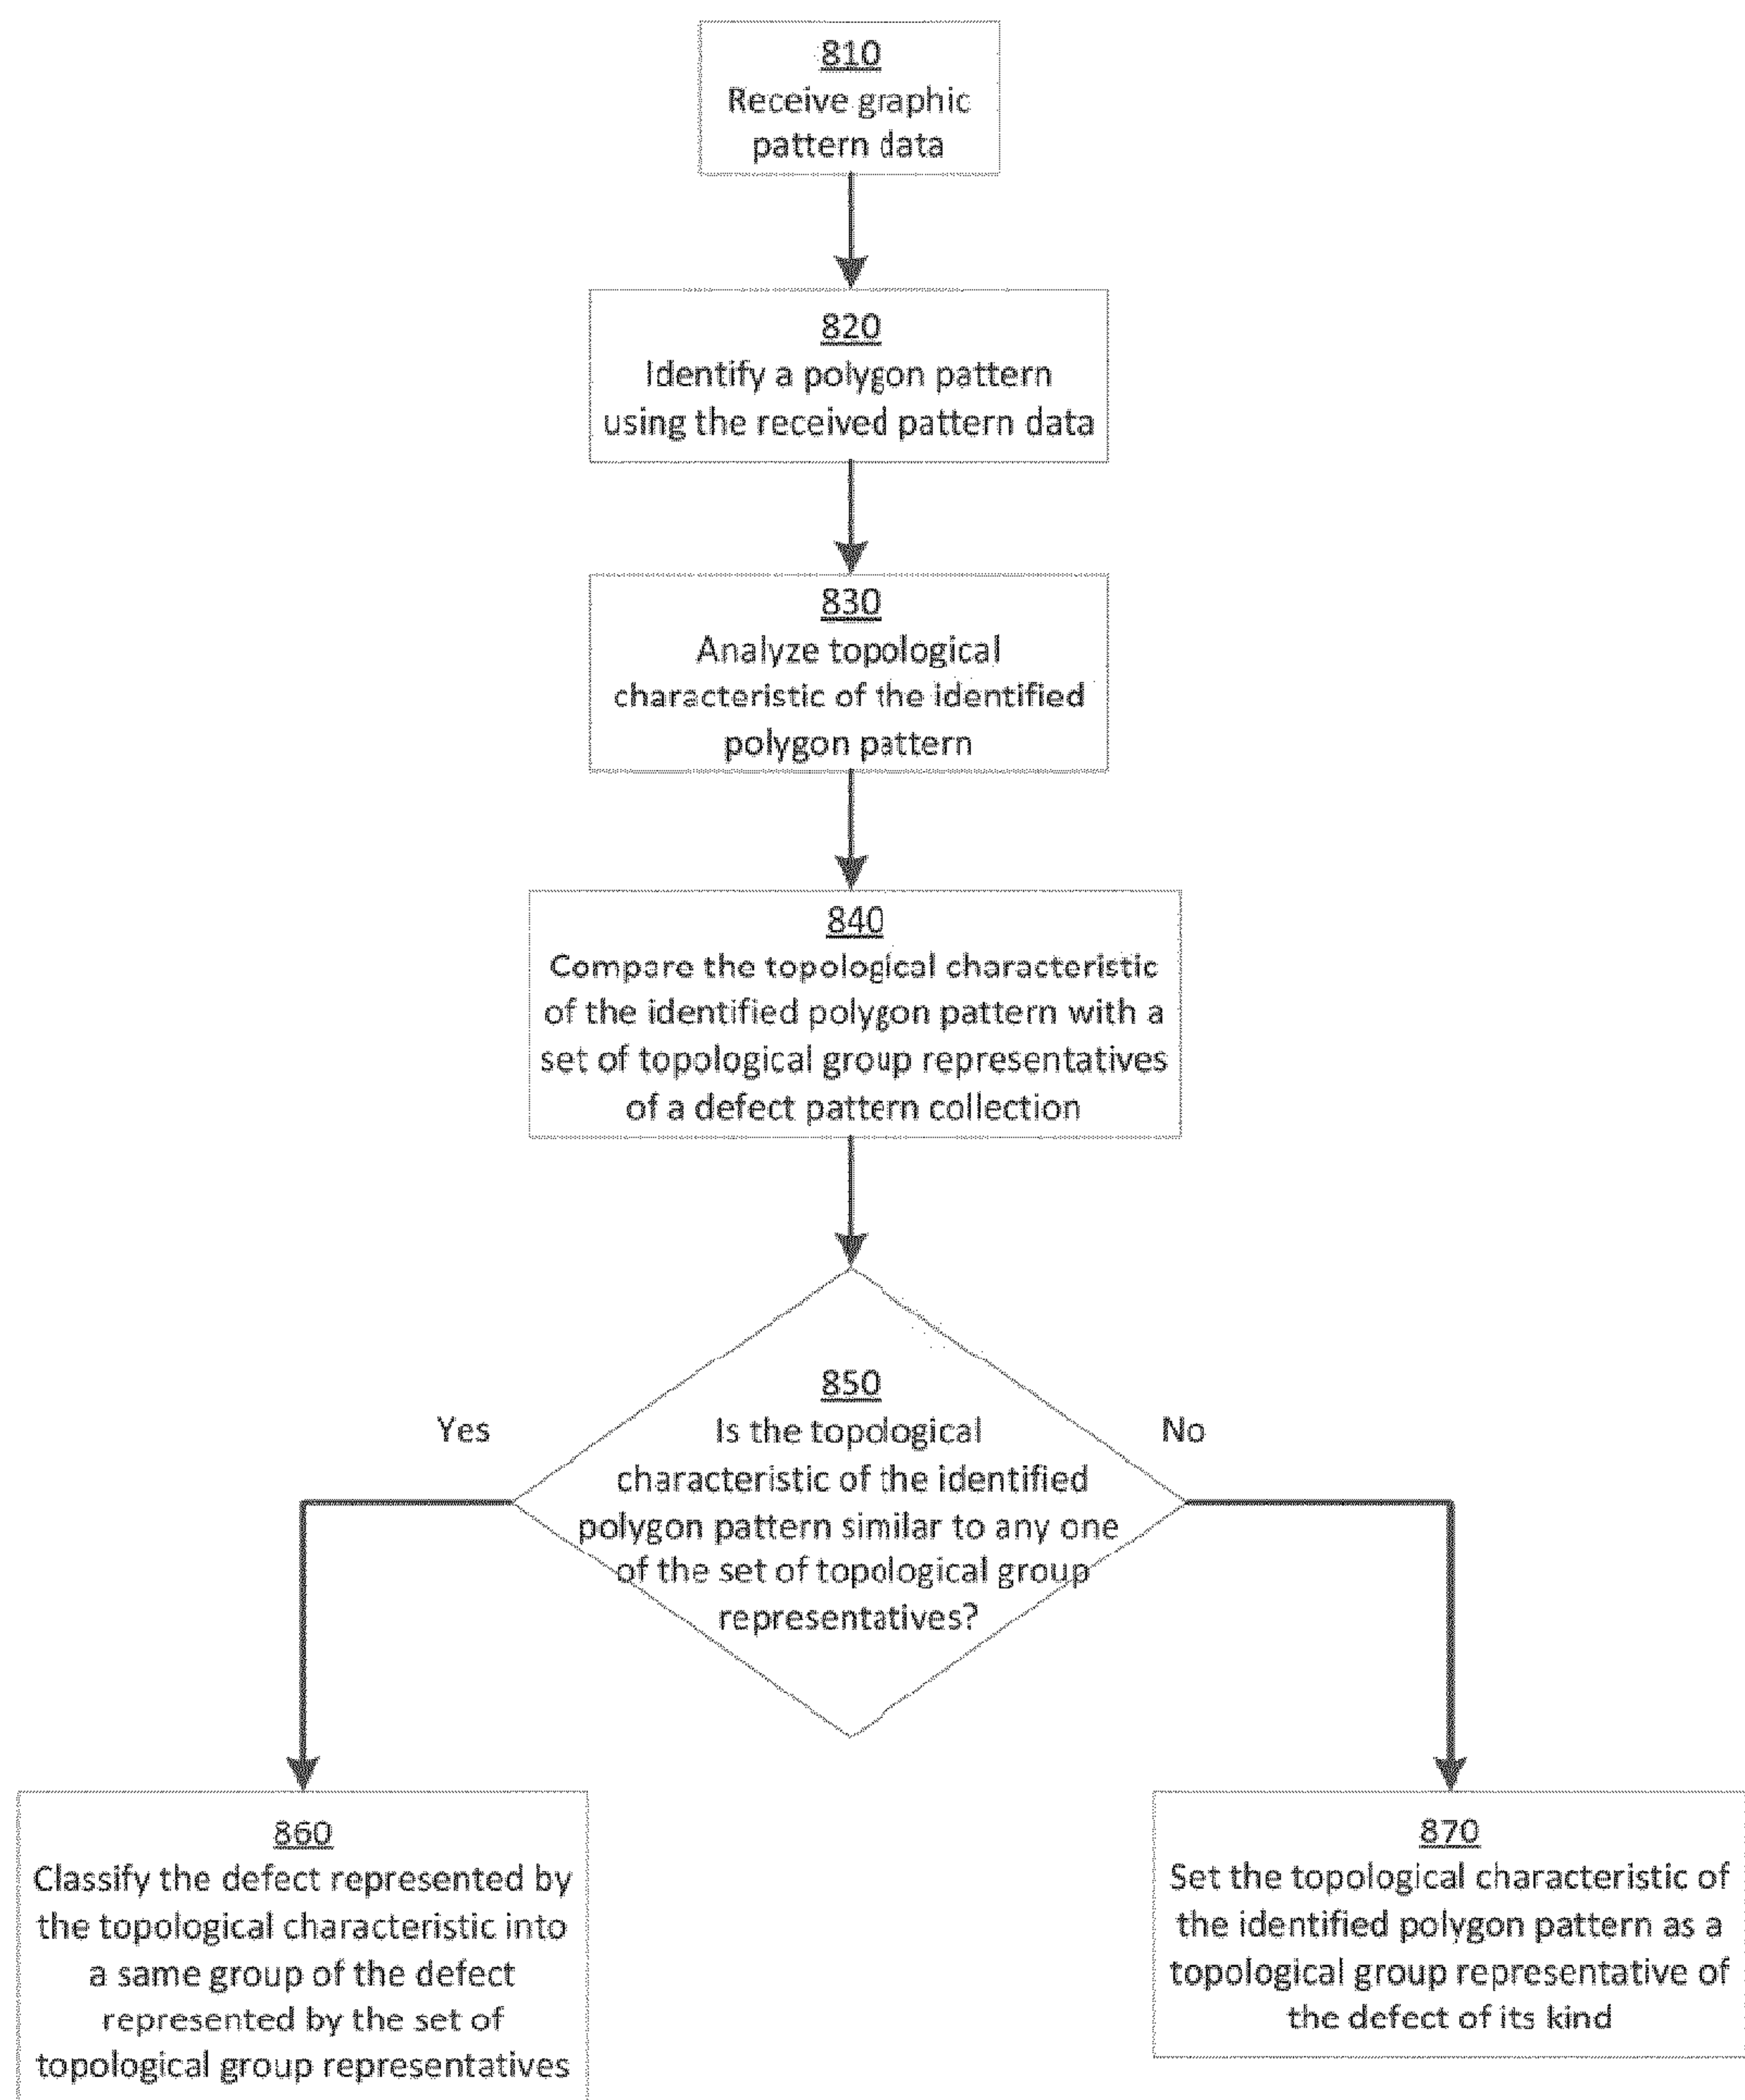 810
Receive graphic
pattern data
820
Identify a polygon pattern
using the received pattern data
830
Analyze topological
characteristic of the identified
polygon pattern
840
Compare the topological characteristic
of the identified polygon pattern with a
set of topological group representatives
of a defect pattern collection
850
Is the topological
characteristic of the identified
polygon pattern similar to any one
of the set of topological group
representatives?
Yes
No
860
Classify the defect represented by
the topological characteristic into
a same group of the defect
represented by the set of
topological group representatives
870
Set the topological characteristic of
the identified polygon pattern as a
topological group representative of
the defect of its kind